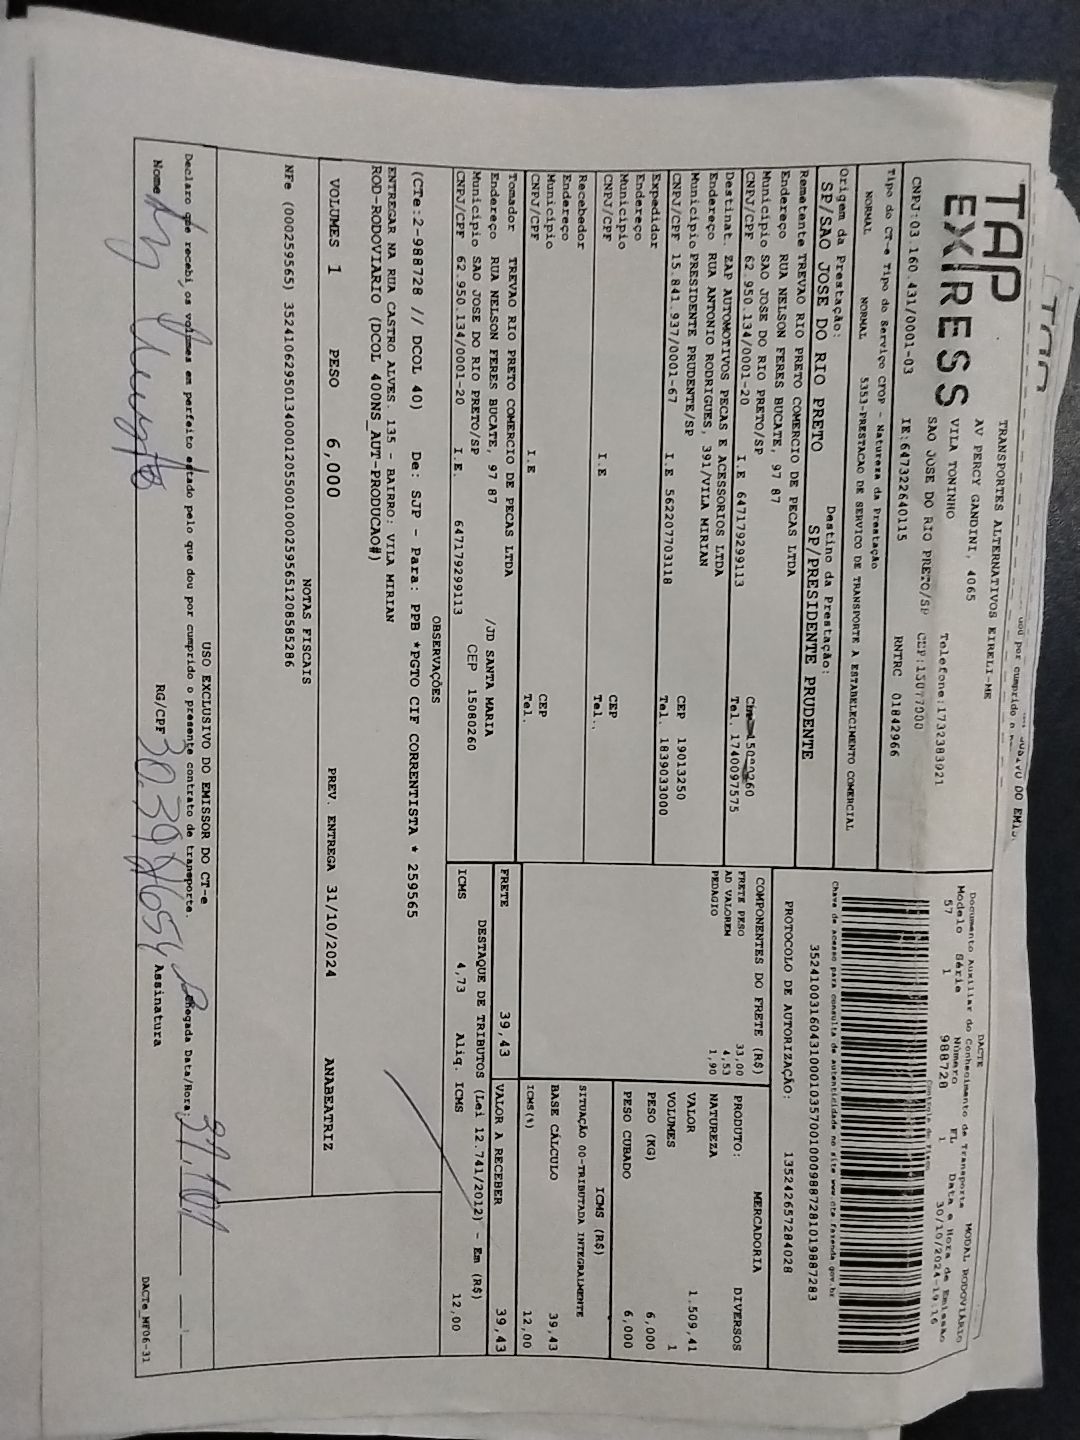 TAP
EXPRESS
TRANSPORTES ALTERNATIVOS EIRELI-ME
AV PERCY GANDINI, 4065
VILA TONINHO Telefone:1732383921
SAO JOSE DO RIO PRETO/SP CEP:15077000
CNPJ:03.160.431/0001-03 IE:647322640115 RNTRC 01842966
Tipo do CT-e Tipo do Serviço CFOP - Natureza da Prestação
NORMAL NORMAL 5353-PRESTACAO DE SERVICO DE TRANSPORTE A ESTABELECIMENTO COMERCIAL
Origem da Prestação: Destino da Prestação:
SP/SAO JOSE DO RIO PRETO SP/PRESIDENTE PRUDENTE
Remetente TREVAO RIO PRETO COMERCIO DE PECAS LTDA
Endereço RUA NELSON FERES BUCATE, 97 87
Município SAO JOSE DO RIO PRETO/SP
CNPJ/CPF 62.950.134/0001-20 I.E 647179299113 Tel. 1740097575
Destinat. ZAP AUTOMOTIVOS PECAS E ACESSORIOS LTDA
Endereço RUA ANTONIO RODRIGUES, 391/VILA MIRIAN
Município PRESIDENTE PRUDENTE/SP CEP 19013250
CNPJ/CPF 15.841.937/0001-67 I.E 562207703118 Tel. 1839033000
Expedidor
Endereço
Município CEP
CNPJ/CPF I.E Tel.
Recebedor
Endereço
Município CEP
CNPJ/CPF I.E Tel.
Tomador TREVAO RIO PRETO COMERCIO DE PECAS LTDA
Endereço RUA NELSON FERES BUCATE, 97 87 /JD SANTA MARIA
Município SAO JOSE DO RIO PRETO/SP CEP 15080260
CNPJ/CPF 62.950.134/0001-20 I.E. 647179299113
DACTE
Documento Auxiliar do Conhecimento de Transporte MODAL RODOVIÁRIO
Modelo Série Número FL Data e Hora de Emissão
57 1 988728 1 30/10/2024-19:16
Controle do Fisco
Chave de acesso para consulta de autenticidade no site www.cte.fazenda.gov.br
35241003160431000103570010009887281019887283
PROTOCOLO DE AUTORIZAÇÃO: 135242657284028
COMPONENTES DO FRETE (R$)
FRETE PESO 33,00
AD VALOREM 4,53
PEDAGIO 1,90
MERCADORIA
PRODUTO: DIVERSOS
NATUREZA
VALOR 1.509,41
VOLUMES 1
PESO (KG) 6,000
PESO CUBADO 6,000
ICMS (R$)
SITUAÇÃO 00-TRIBUTADA INTEGRALMENTE
BASE CÁLCULO 39,43
ICMS(%) 12,00
FRETE 39,43 VALOR A RECEBER 39,43
DESTAQUE DE TRIBUTOS (Lei 12.741/2012) - Em (R$)
ICMS 4,73 Aliq. ICMS 12,00
OBSERVAÇÕES
(CTe:2-988728 // DCOL 40) De: SJP - Para: PPB *PGTO CIF CORRENTISTA * 259565
ENTREGAR NA RUA CASTRO ALVES. 135 - BAIRRO: VILA MIRIAN
ROD-RODOVIARIO (DCOL 400NS_AUT-PRODUCAO#)
VOLUMES 1 PESO 6,000 PREV. ENTREGA 31/10/2024 ANABEATRIZ
NOTAS FISCAIS
NFe (000259565) 35241062950134000120550010002595651208585286
USO EXCLUSIVO DO EMISSOR DO CT-e
Declaro que recebi os volumes em perfeito estado pelo que dou por cumprido o presente contrato de transporte. Chegada Data/Hora:
Nome RG/CPF Assinatura
DACTe_MF06-31